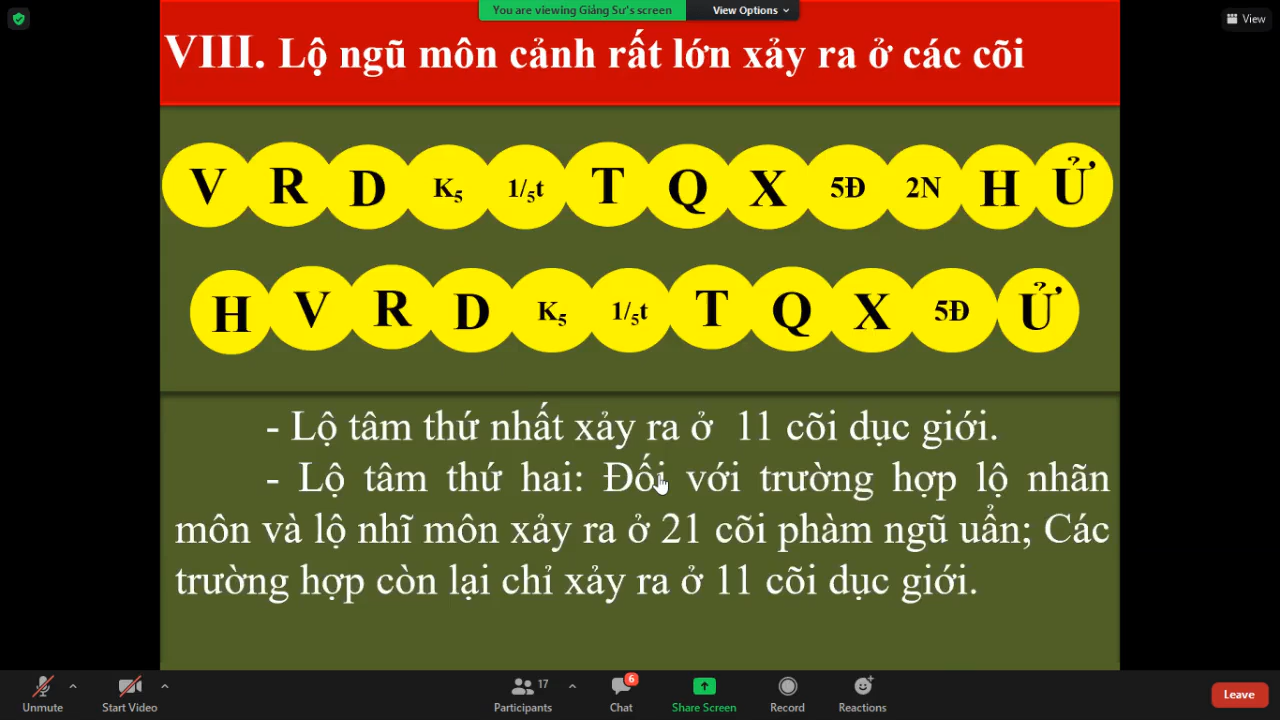 You are viewing Giảng Sư's screen View Options
View
VIII. Lộ ngũ môn cảnh rất lớn xảy ra ở các cõi
V R D K₅ 1/₅t T Q X 5Đ 2N H Ử
H V R D K₅ 1/₅t T Q X 5Đ Ử
- Lộ tâm thứ nhất xảy ra ở 11 cõi dục giới.
- Lộ tâm thứ hai: Đối với trường hợp lộ nhãn
môn và lộ nhĩ môn xảy ra ở 21 cõi phàm ngũ uẩn; Các
trường hợp còn lại chỉ xảy ra ở 11 cõi dục giới.
17 6
Unmute Start Video Participants Chat Share Screen Record Reactions Leave